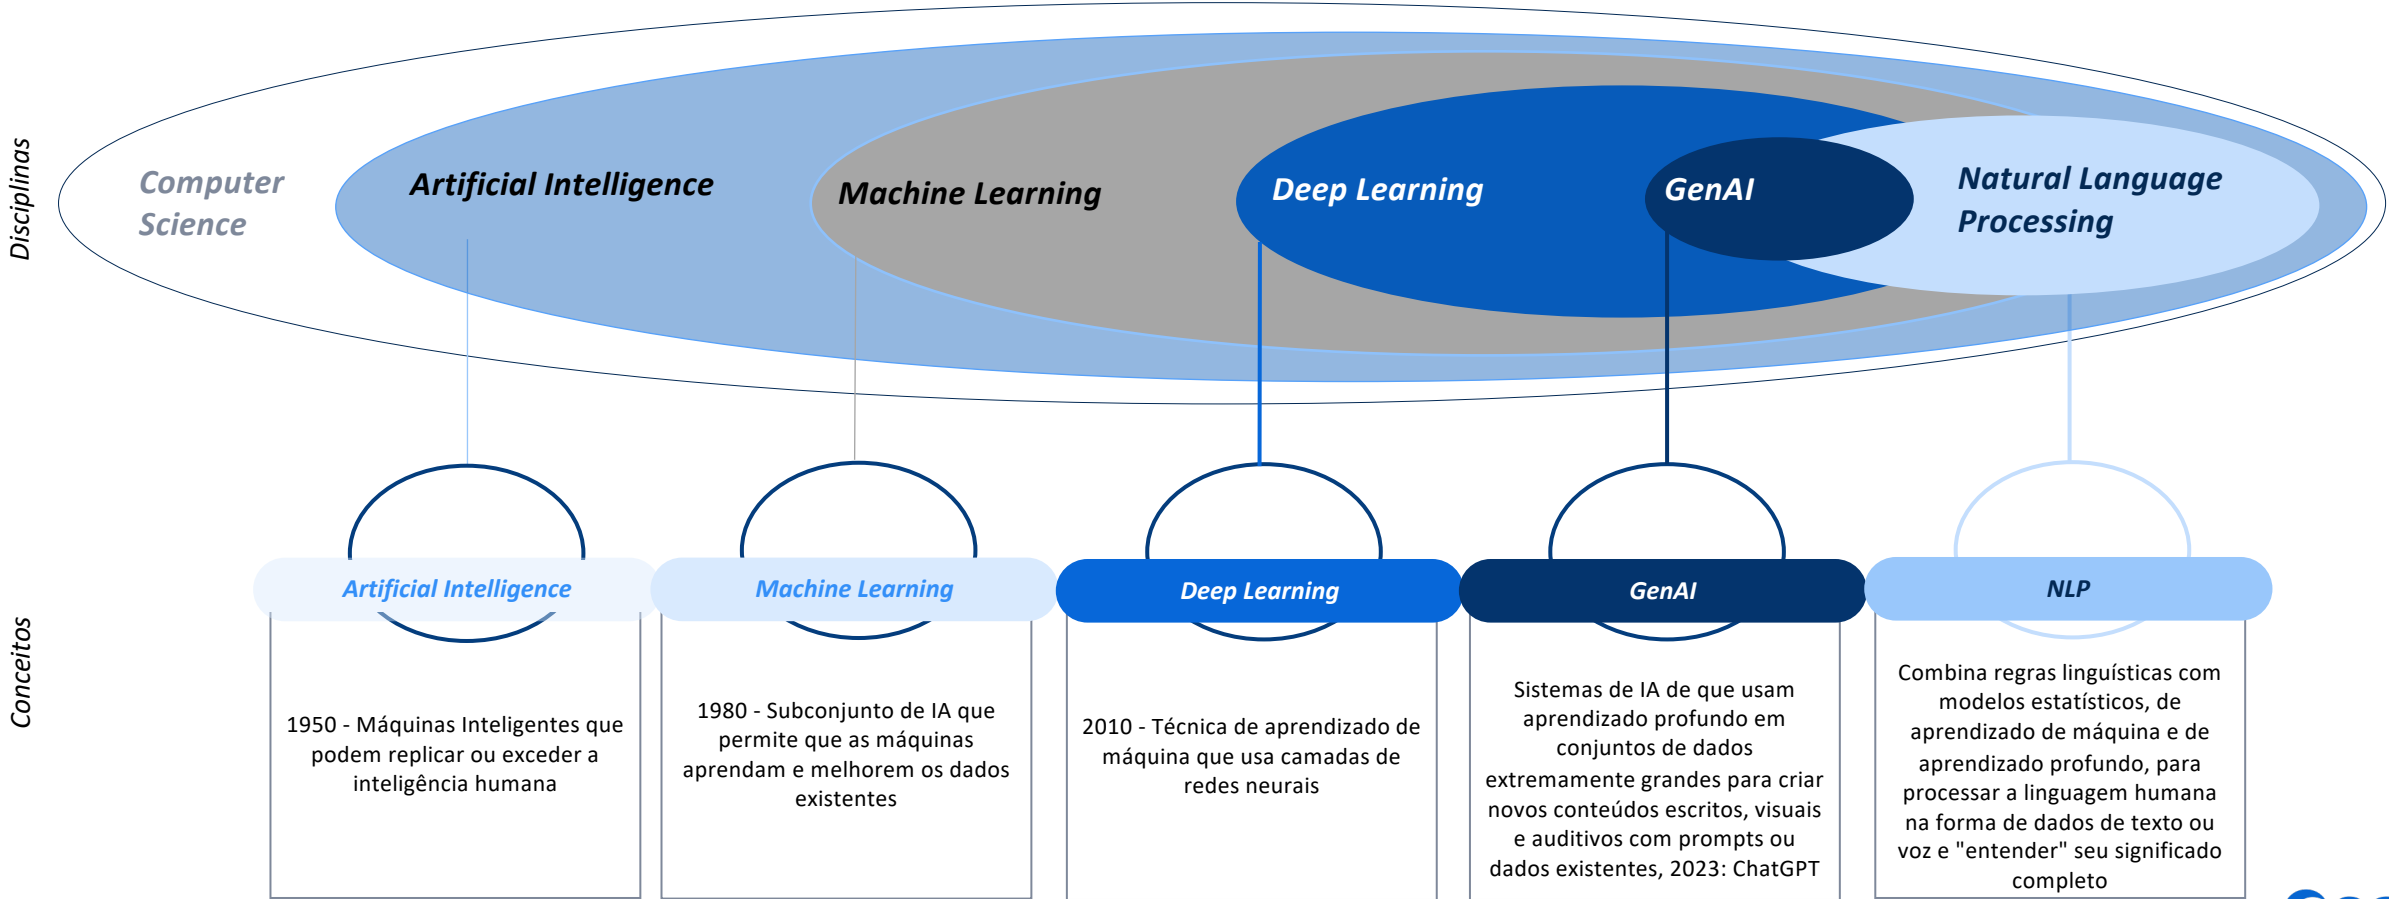 Disciplinas
Computer
Science
Artificial Intelligence
Machine Learning
Deep Learning
GenAI
Natural Language
Processing
Conceitos
Artificial Intelligence
1950 - Máquinas Inteligentes que
podem replicar ou exceder a
inteligência humana
Machine Learning
1980 - Subconjunto de IA que
permite que as máquinas
aprendam e melhorem os dados
existentes
Deep Learning
2010 - Técnica de aprendizado de
máquina que usa camadas de
redes neurais
GenAI
Sistemas de IA de que usam
aprendizado profundo em
conjuntos de dados
extremamente grandes para criar
novos conteúdos escritos, visuais
e auditivos com prompts ou
dados existentes, 2023: ChatGPT
NLP
Combina regras linguísticas com
modelos estatísticos, de
aprendizado de máquina e de
aprendizado profundo, para
processar a linguagem humana
na forma de dados de texto ou
voz e "entender" seu significado
completo